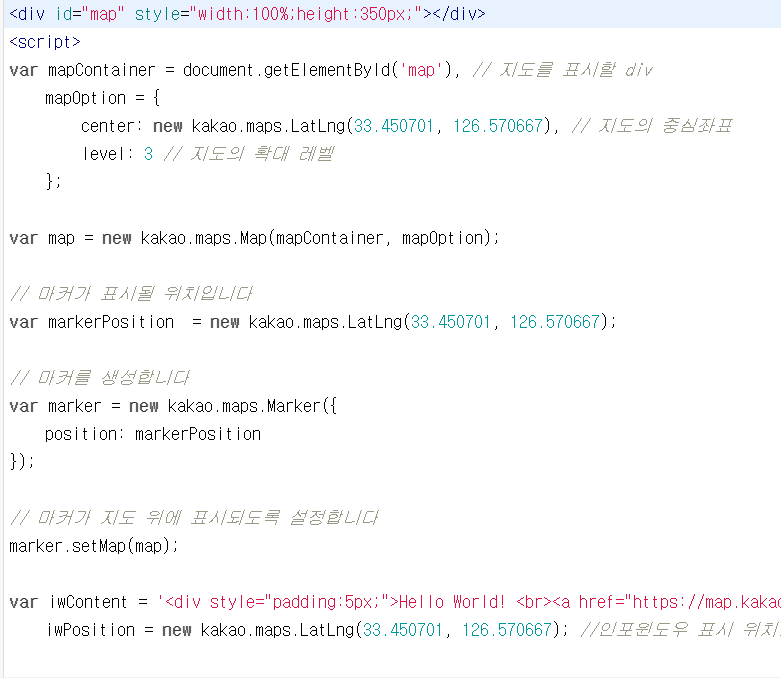 <div id="map" style="width:100%;height:350px;"></div>
<script>
var mapContainer = document.getElementById('map'), // 지도를 표시할 div
    mapOption = {
        center: new kakao.maps.LatLng(33.450701, 126.570667), // 지도의 중심좌표
        level: 3 // 지도의 확대 레벨
    };
var map = new kakao.maps.Map(mapContainer, mapOption);
// 마커가 표시될 위치입니다
var markerPosition  = new kakao.maps.LatLng(33.450701, 126.570667);
// 마커를 생성합니다
var marker = new kakao.maps.Marker({
    position: markerPosition
});
// 마커가 지도 위에 표시되도록 설정합니다
marker.setMap(map);
var iwContent = '<div style="padding:5px;">Hello World! <br><a href="https://map.kakao
    iwPosition = new kakao.maps.LatLng(33.450701, 126.570667); //인포윈도우 표시 위치